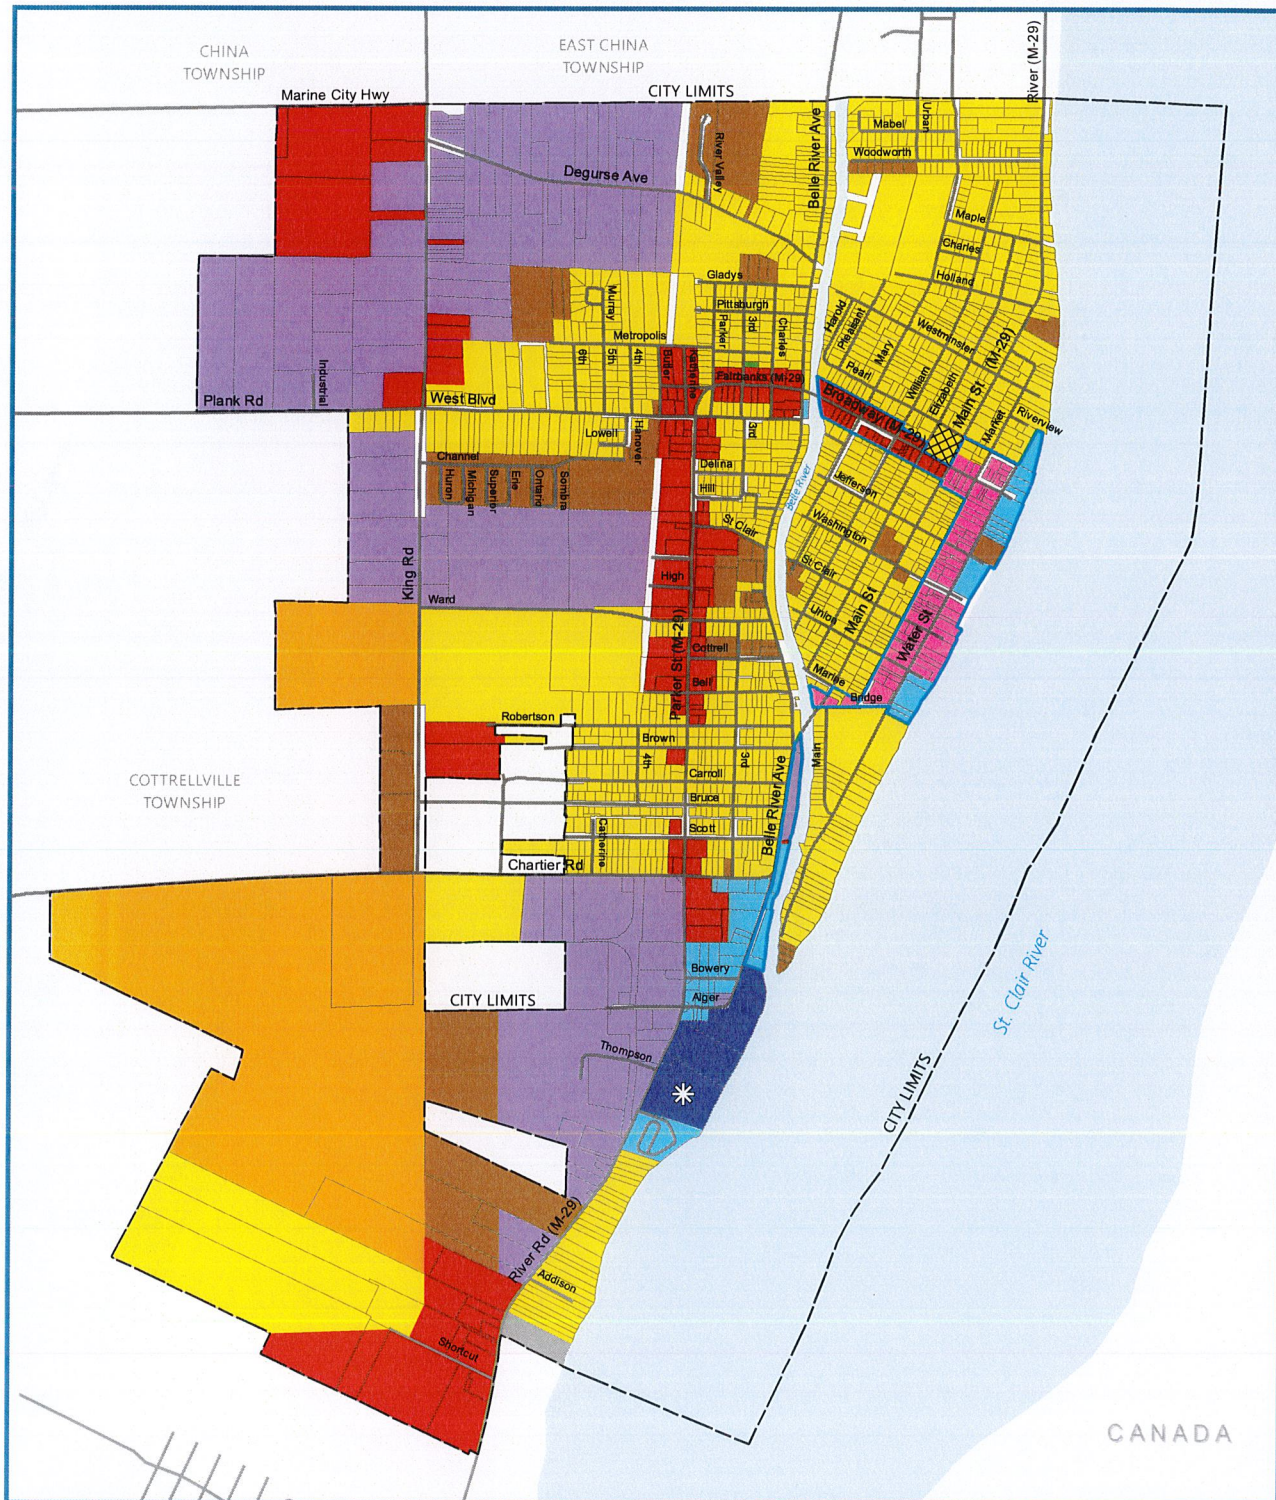 CHINA
TOWNSHIP
EAST CHINA
TOWNSHIP
River (M-29)
Marine City Hwy
CITY LIMITS
Urban
Mabel
Woodworth
Belle River Ave
River Valley
Degurse Ave
Maple
Charles
Holland
Gladys
Pittsburgh
Murray
Parker
3rd
Charles
Harold
Pleasant
Westminster
Metropolis
Mary
(M-29)
6th
5th
4th
Butler
Katherine
Pearl
William
Elizabeth
Fairbanks (M-29)
Industrial
Plank Rd
West Blvd
Broadway (M-29)
Main St
Market
Riverview
Lowell
Hanover
3rd
Channel
Delina
Belle River
Huron
Michigan
Superior
Erie
Ontario
Sombra
Hill
Jefferson
St Clair
Washington
King Rd
High
St Clair
Ward
Union
Main St
Water St
Parker St (M-29)
Cottrell
Bell
Marine
Bridge
Robertson
Brown
4th
3rd
Main
COTTRELLVILLE
TOWNSHIP
Carroll
Belle River Ave
Bruce
Catherine
Scott
Chartier Rd
Bowery
CITY LIMITS
Alger
St. Clair River
Thompson
CITY LIMITS
River Rd (M-29)
Addison
Shortcut
CANADA